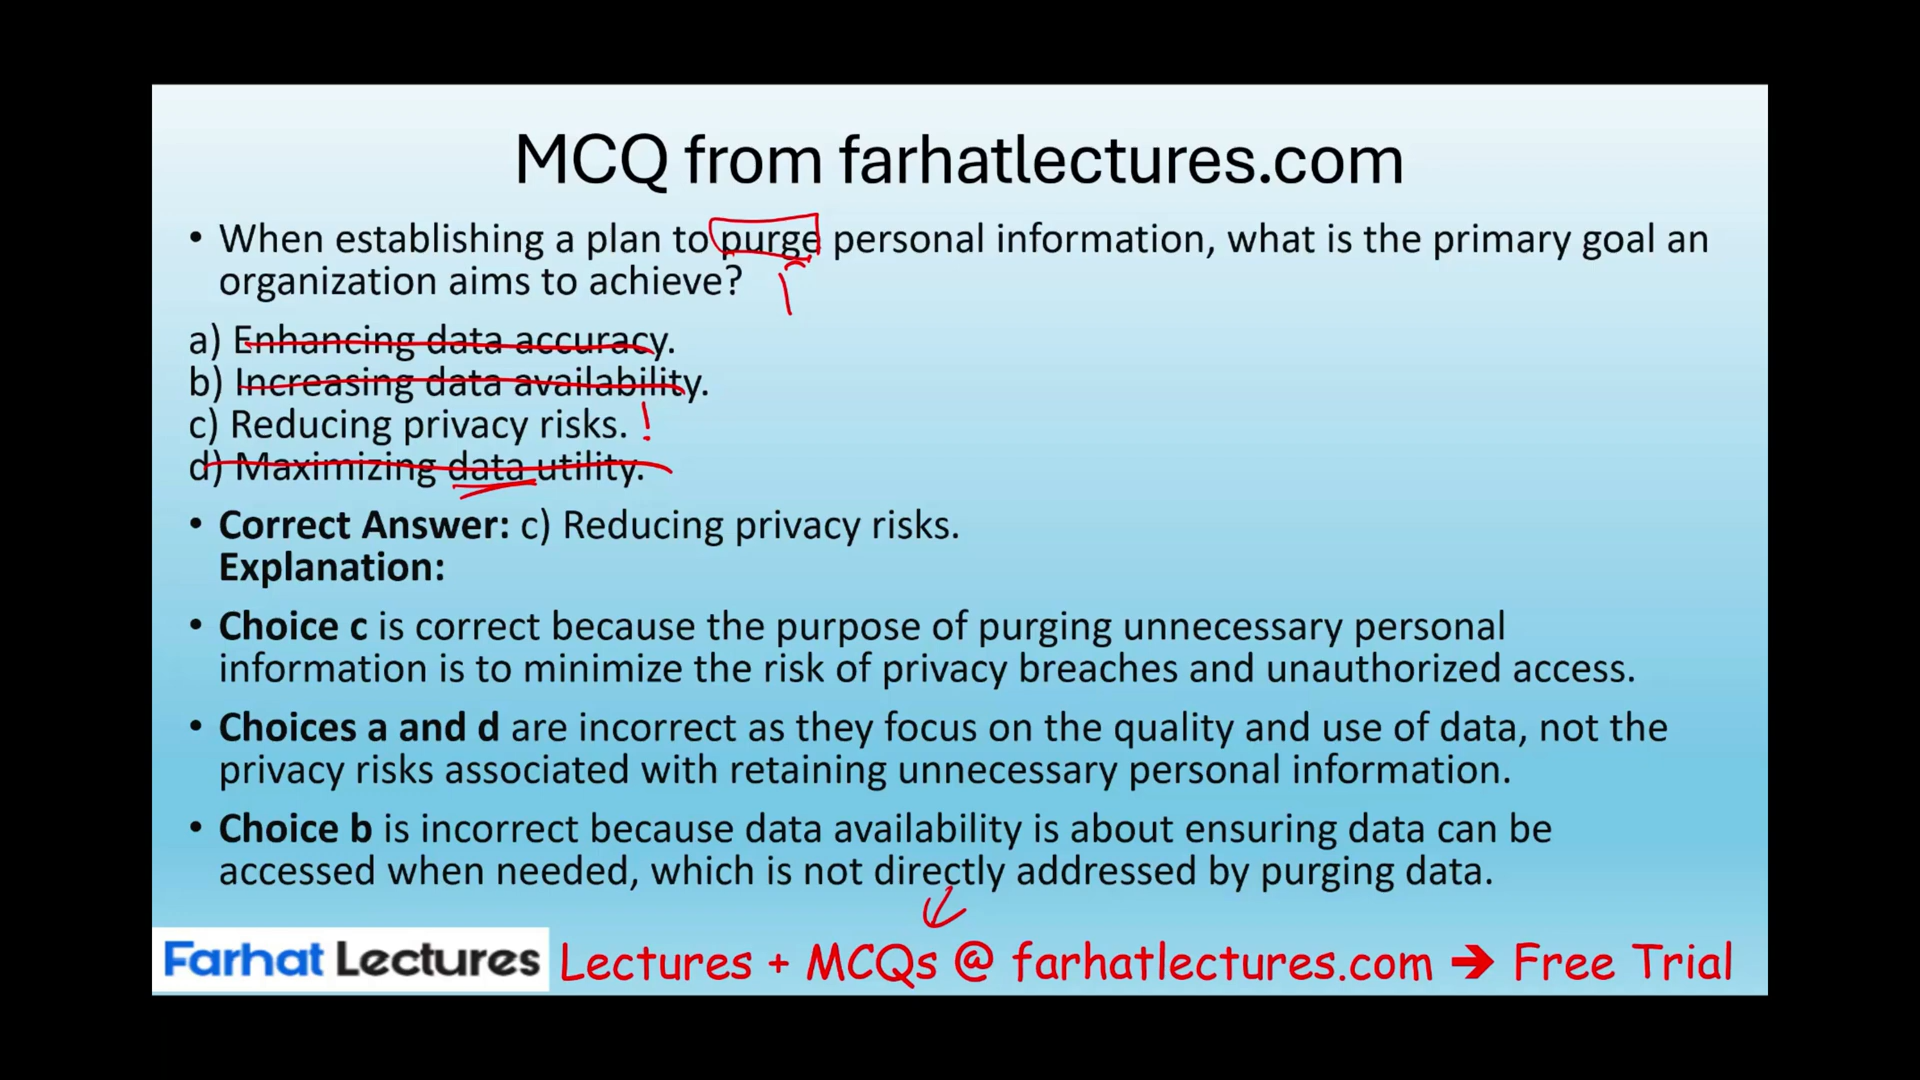 MCQ from farhatlectures.com
• When establishing a plan to purge personal information, what is the primary goal an
organization aims to achieve?
a) Enhancing data accuracy.
b) Increasing data availability.
c) Reducing privacy risks. !
d) Maximizing data utility.
• Correct Answer: c) Reducing privacy risks.
Explanation:
• Choice c is correct because the purpose of purging unnecessary personal
information is to minimize the risk of privacy breaches and unauthorized access.
• Choices a and d are incorrect as they focus on the quality and use of data, not the
privacy risks associated with retaining unnecessary personal information.
• Choice b is incorrect because data availability is about ensuring data can be
accessed when needed, which is not directly addressed by purging data.
Farhat Lectures Lectures + MCQs @ farhatlectures.com ➔ Free Trial